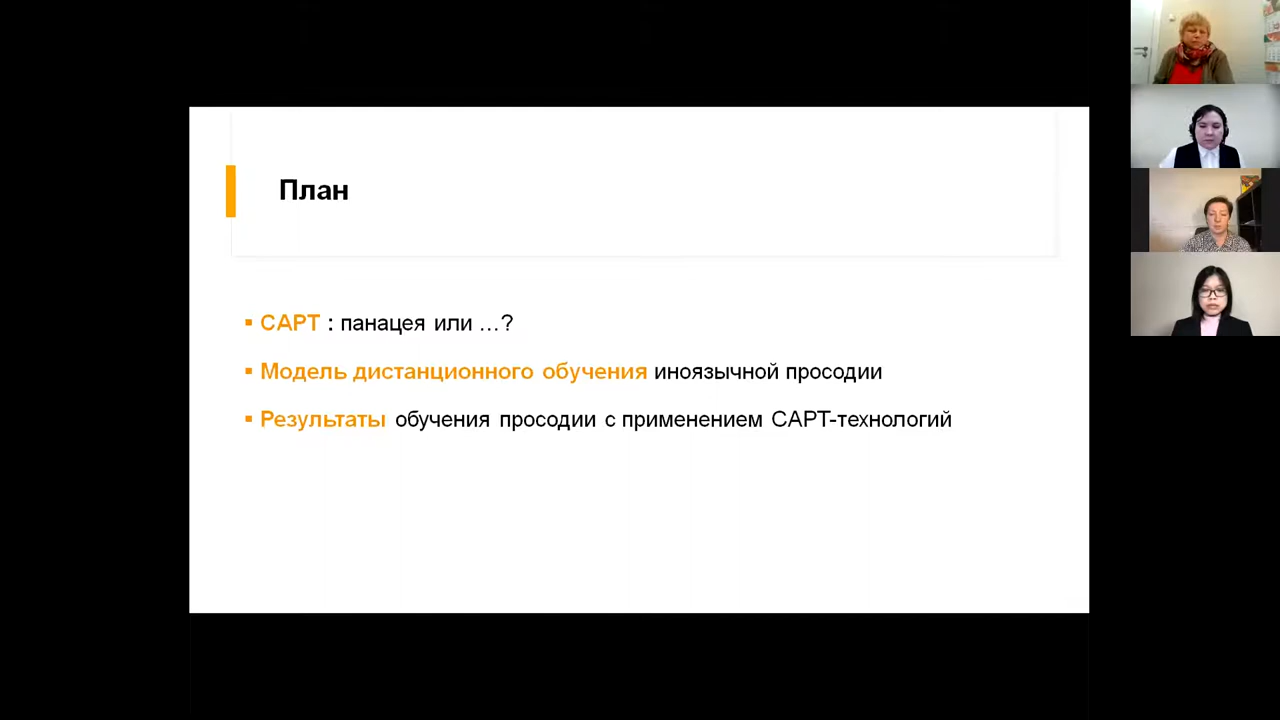 План
▪ CAPT : панацея или ...?
▪ Модель дистанционного обучения иноязычной просодии
▪ Результаты обучения просодии с применением CAPT-технологий